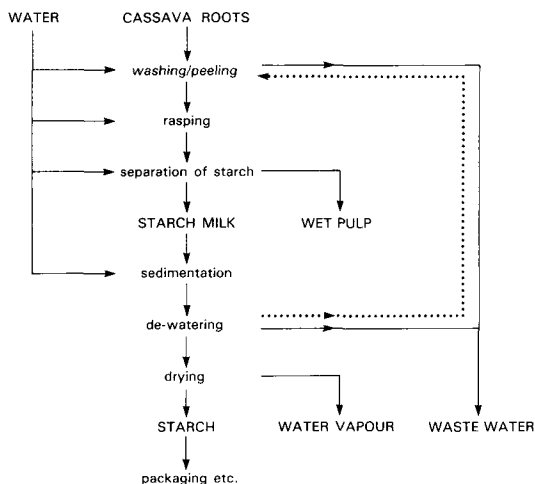 WATER CASSAVA ROOTS
washing/peeling
rasping
separation of starch
STARCH MILK WET PULP
sedimentation
de-watering
drying
STARCH WATER VAPOUR WASTE WATER
packaging etc.